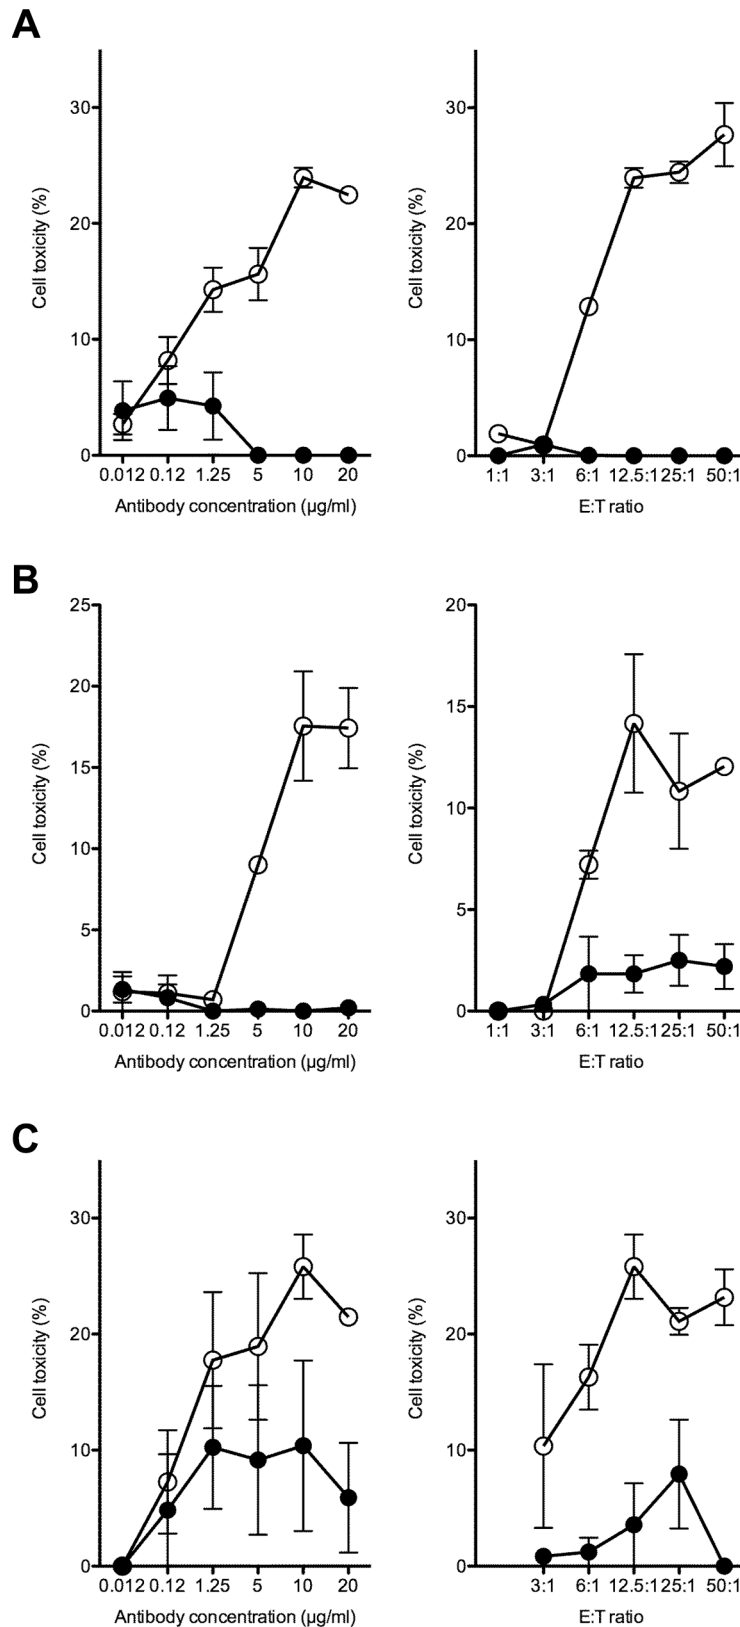 A
30
20
10
0
Cell toxicity (%)
0.012 0.12 1.25 5 10 20
Antibody concentration (µg/ml)
30
20
10
0
Cell toxicity (%)
1:1 3:1 6:1 12.5:1 25:1 50:1
E:T ratio
B
25
20
15
10
5
0
Cell toxicity (%)
0.012 0.12 1.25 5 10 20
Antibody concentration (µg/ml)
20
15
10
5
0
Cell toxicity (%)
1:1 3:1 6:1 12.5:1 25:1 50:1
E:T ratio
C
30
20
10
0
Cell toxicity (%)
0.012 0.12 1.25 5 10 20
Antibody concentration (µg/ml)
30
20
10
0
Cell toxicity (%)
3:1 6:1 12.5:1 25:1 50:1
E:T ratio